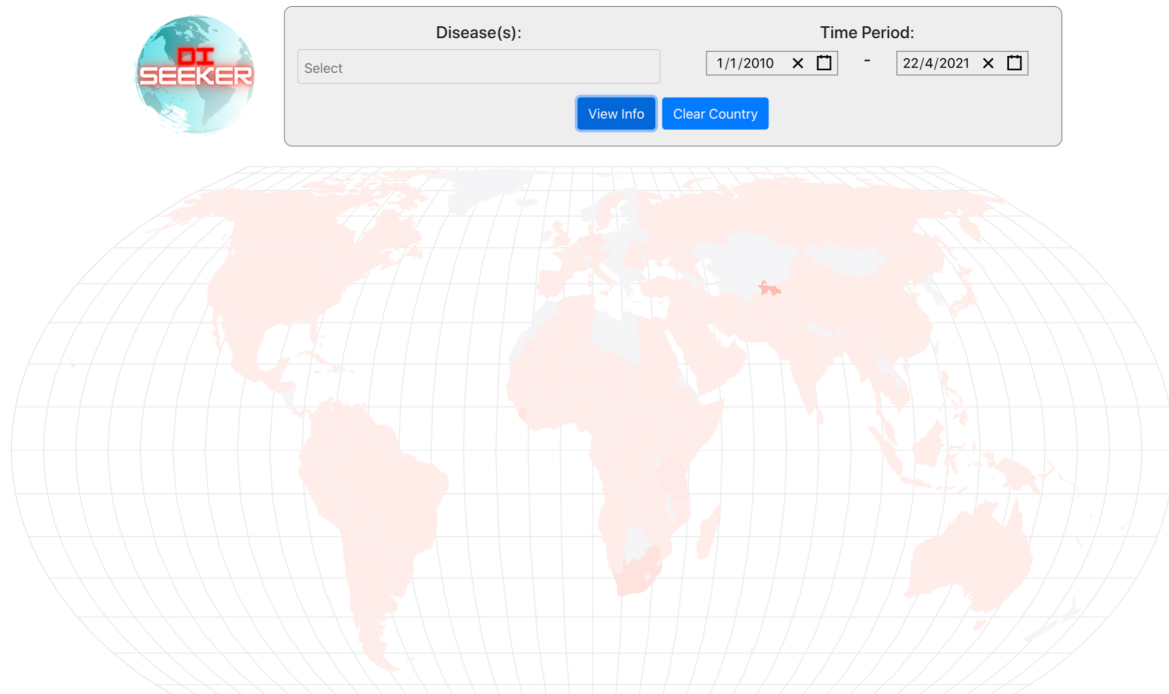 DI
SEEKER
Disease(s):
Time Period:
Select
1/1/2010
-
22/4/2021
View Info
Clear Country